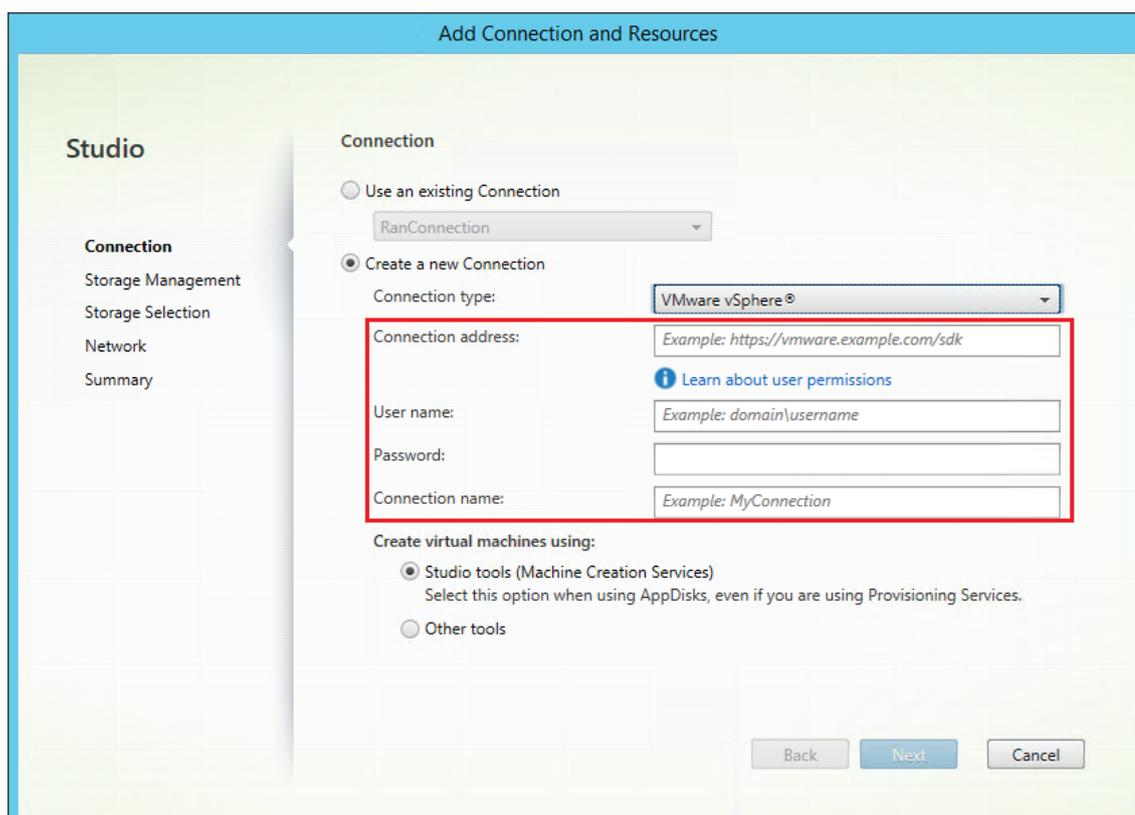 Add Connection and Resources
Studio
Connection
Storage Management
Storage Selection
Network
Summary
Connection
Use an existing Connection
RanConnection
Create a new Connection
Connection type:
VMware vSphere®
Connection address:
Example: https://vmware.example.com/sdk
Learn about user permissions
User name:
Example: domain\username
Password:
Connection name:
Example: MyConnection
Create virtual machines using:
Studio tools (Machine Creation Services)
Select this option when using AppDisks, even if you are using Provisioning Services.
Other tools
Back
Next
Cancel